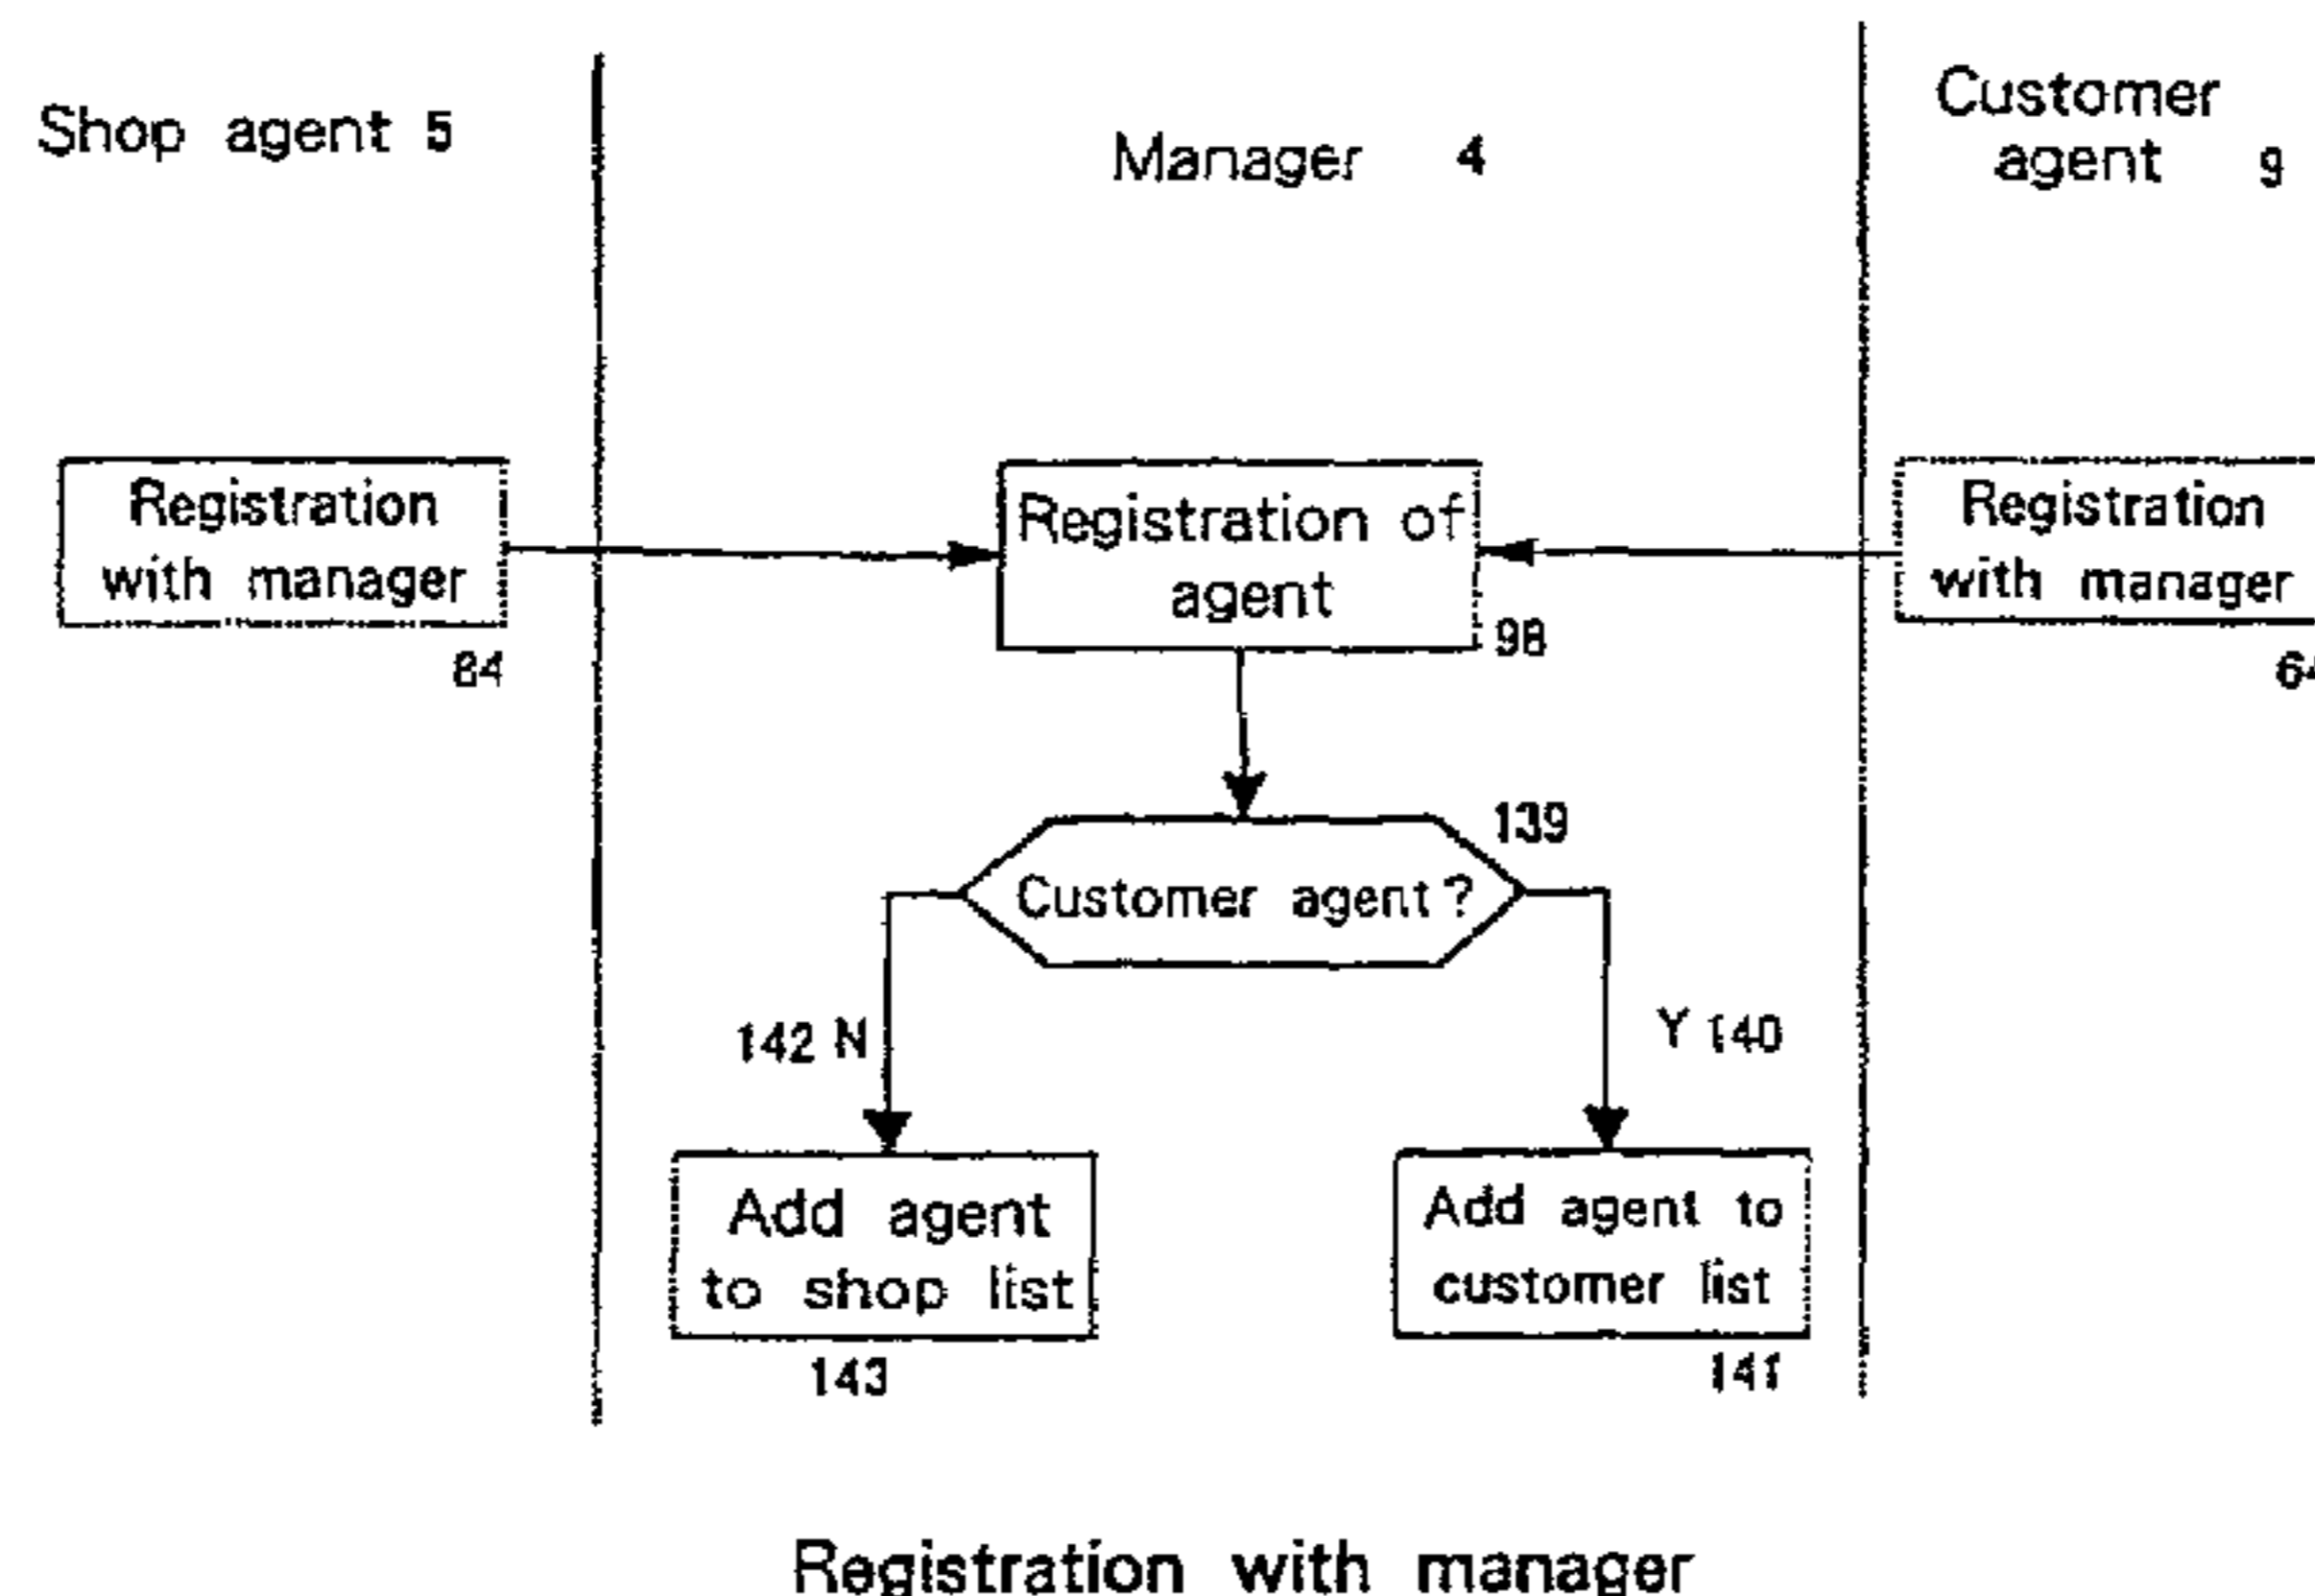 Shop agent 5
Manager 4
Customer
agent 9
Registration
with manager
84
Registration of
agent
98
Registration
with manager
64
139
Customer agent?
142 N
Y 140
Add agent
to shop list
143
Add agent to
customer list
141
Registration with manager